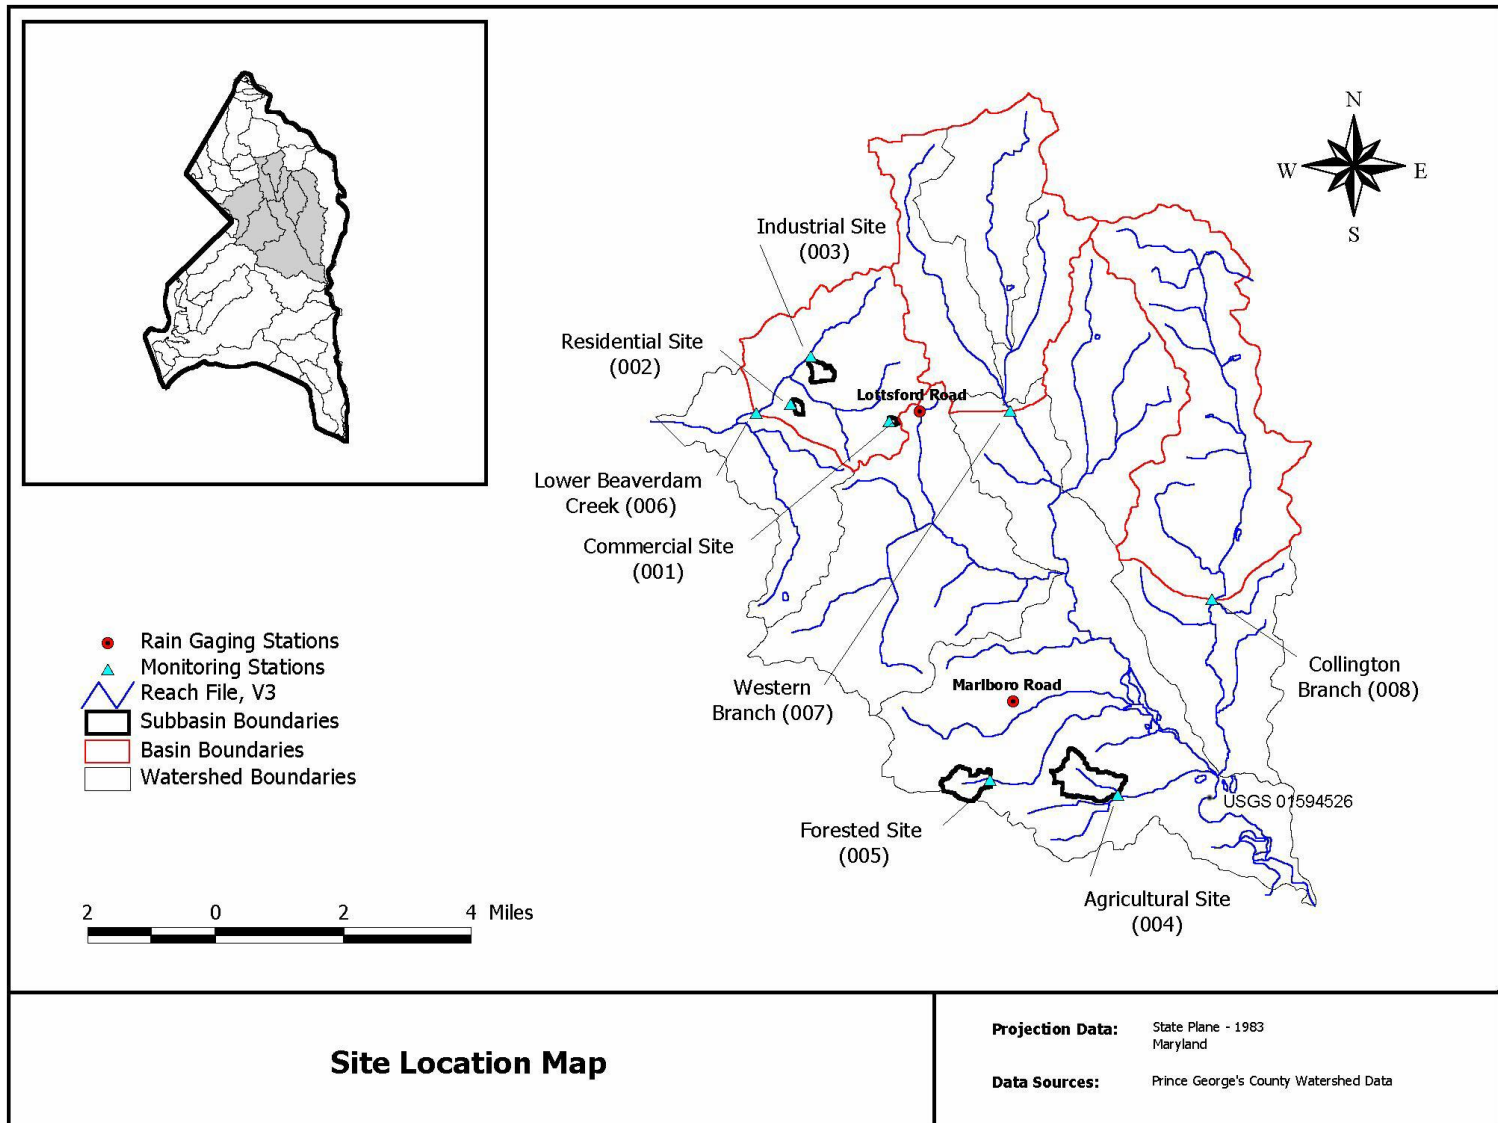 N
W
E
S
Industrial Site
(003)
Residential Site
(002)
Lottsford Road
Lower Beaverdam
Creek (006)
Commercial Site
(001)
Rain Gaging Stations
Monitoring Stations
Reach File, V3
Subbasin Boundaries
Basin Boundaries
Watershed Boundaries
Western
Branch (007)
Marlboro Road
Collington
Branch (008)
USGS 01594526
Forested Site
(005)
Agricultural Site
(004)
2 0 2 4 Miles
Site Location Map
Projection Data: State Plane - 1983
Maryland
Data Sources: Prince George's County Watershed Data